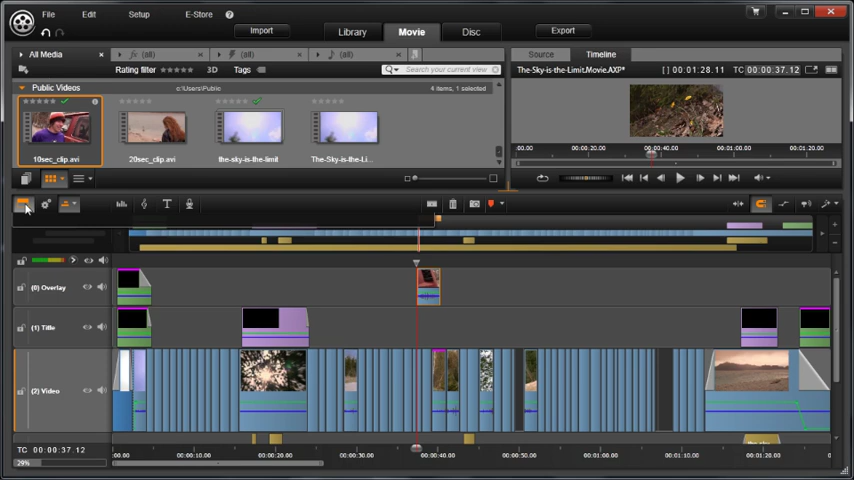 File Edit Setup E-Store ?
Import Library Movie Disc Export
All Media × (all) × (all) × (all) ×
Source Timeline
Rating filter 3D Tags Search your current view
The-Sky-is-the-Limit.Movie.AXP* [ ] 00:01:28.11 TC 00:00:37.12
Public Videos c:\Users\Public 4 items, 1 selected
10sec_clip.avi 20sec_clip.avi the-sky-is-the-limit The-Sky-is-the-Li...
.00 00:00:20.00 00:00:40.00 00:01:00.00 00:01:20.00
(0) Overlay
(1) Title
(2) Video
TC 00:00:37.12
:00.00 00:00:10.00 00:00:20.00 00:00:30.00 00:00:40.00 00:00:50.00 00:01:00.00 00:01:10.00 00:01:20.00
29%